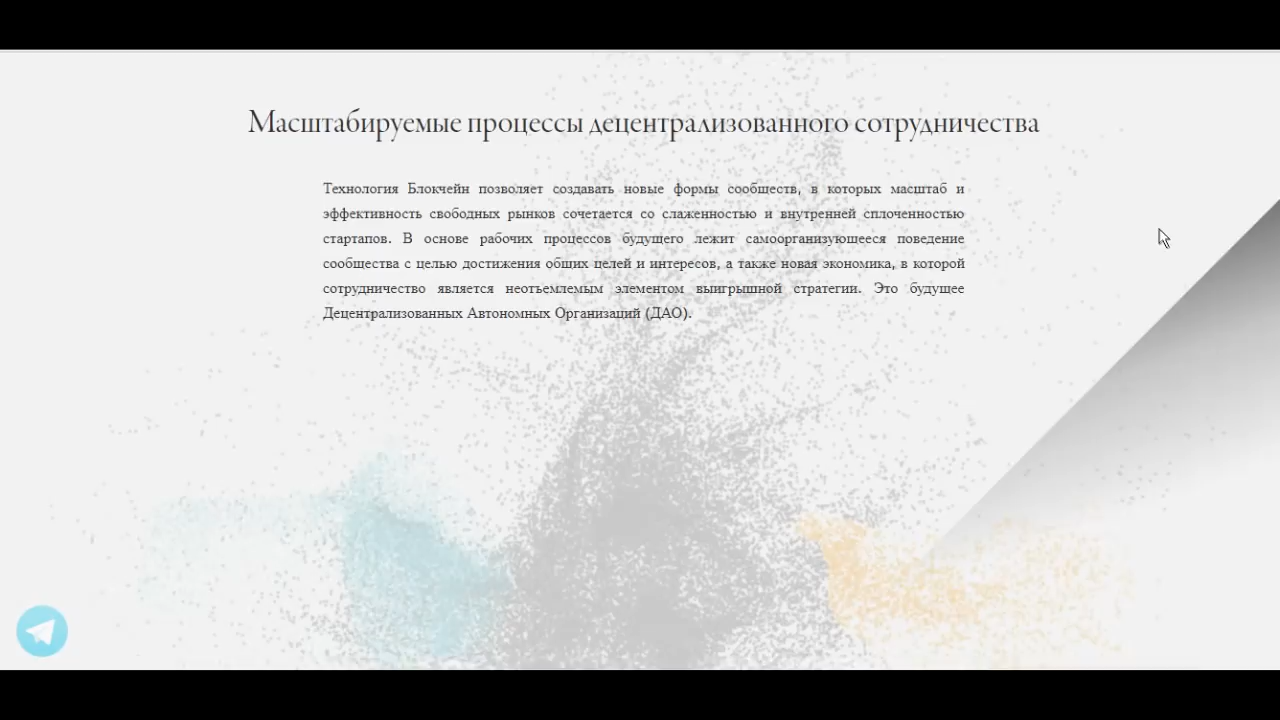 Масштабируемые процессы децентрализованного сотрудничества
Технология Блокчейн позволяет создавать новые формы сообществ, в которых масштаб и
эффективность свободных рынков сочетается со слаженностью и внутренней сплоченностью
стартапов. В основе рабочих процессов будущего лежит самоорганизующееся поведение
сообщества с целью достижения общих целей и интересов, а также новая экономика, в которой
сотрудничество является неотъемлемым элементом выигрышной стратегии. Это будущее
Децентрализованных Автономных Организаций (ДАО).